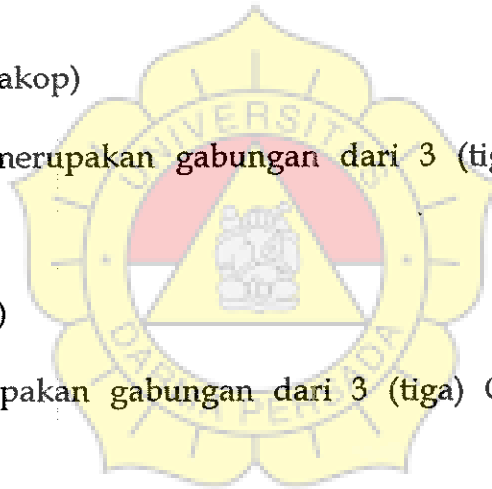 akop)
merupakan gabungan dari 3 (tig
)
pakan gabungan dari 3 (tiga)
UNIVERSITAS
DARMA PERSADA